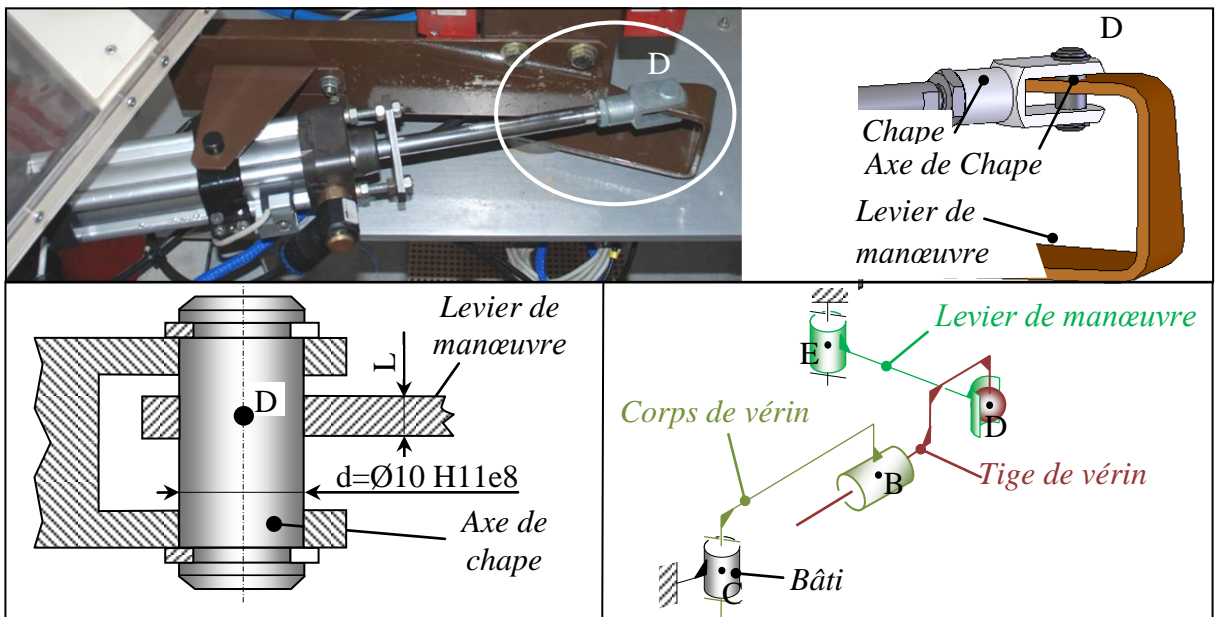 D
D
Chape
Axe de Chape
Levier de
manœuvre
Levier de
manœuvre
L
D
d=Ø10 H11e8
Axe de
chape
Levier de manœuvre
E
Corps de vérin
D
B
Tige de vérin
Bâti
C